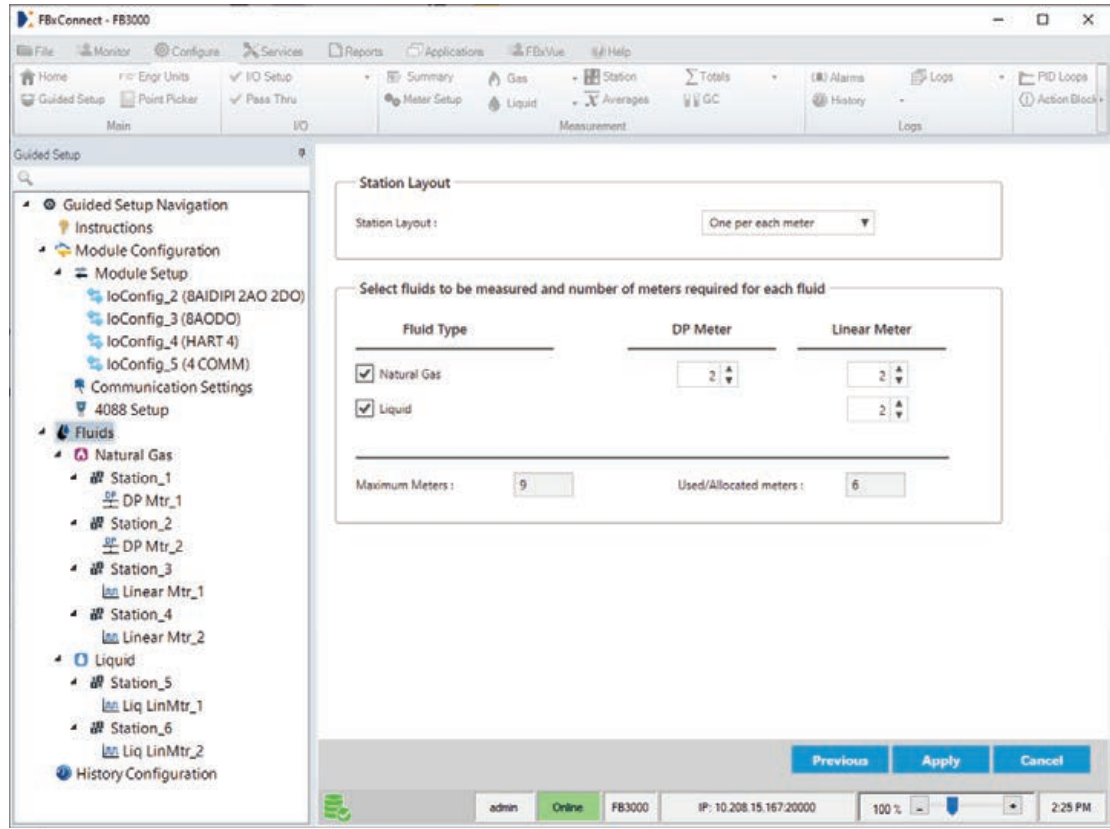 FBxConnect - FB3000
File Monitor Configure Services Reports Applications FBxVue Help
Home Engr Units I/O Setup Summary Gas Station Totals Alarms Logs PID Loops
Guided Setup Point Picker Pass Thru Meter Setup Liquid Averages GC History Action Block
Main I/O Measurement Logs
Guided Setup
Guided Setup Navigation
Instructions
Module Configuration
Module Setup
IoConfig_2 (8AIDIPI 2AO 2DO)
IoConfig_3 (8AODO)
IoConfig_4 (HART 4)
IoConfig_5 (4 COMM)
Communication Settings
4088 Setup
Fluids
Natural Gas
Station_1
DP Mtr_1
Station_2
DP Mtr_2
Station_3
Linear Mtr_1
Station_4
Linear Mtr_2
Liquid
Station_5
Liq LinMtr_1
Station_6
Liq LinMtr_2
History Configuration
Station Layout
Station Layout : One per each meter
Select fluids to be measured and number of meters required for each fluid
Fluid Type DP Meter Linear Meter
Natural Gas 2 2
Liquid 2
Maximum Meters : 9 Used/Allocated meters : 6
Previous Apply Cancel
admin Online FB3000 IP: 10.208.15.167:20000 100 % - + 2:25 PM